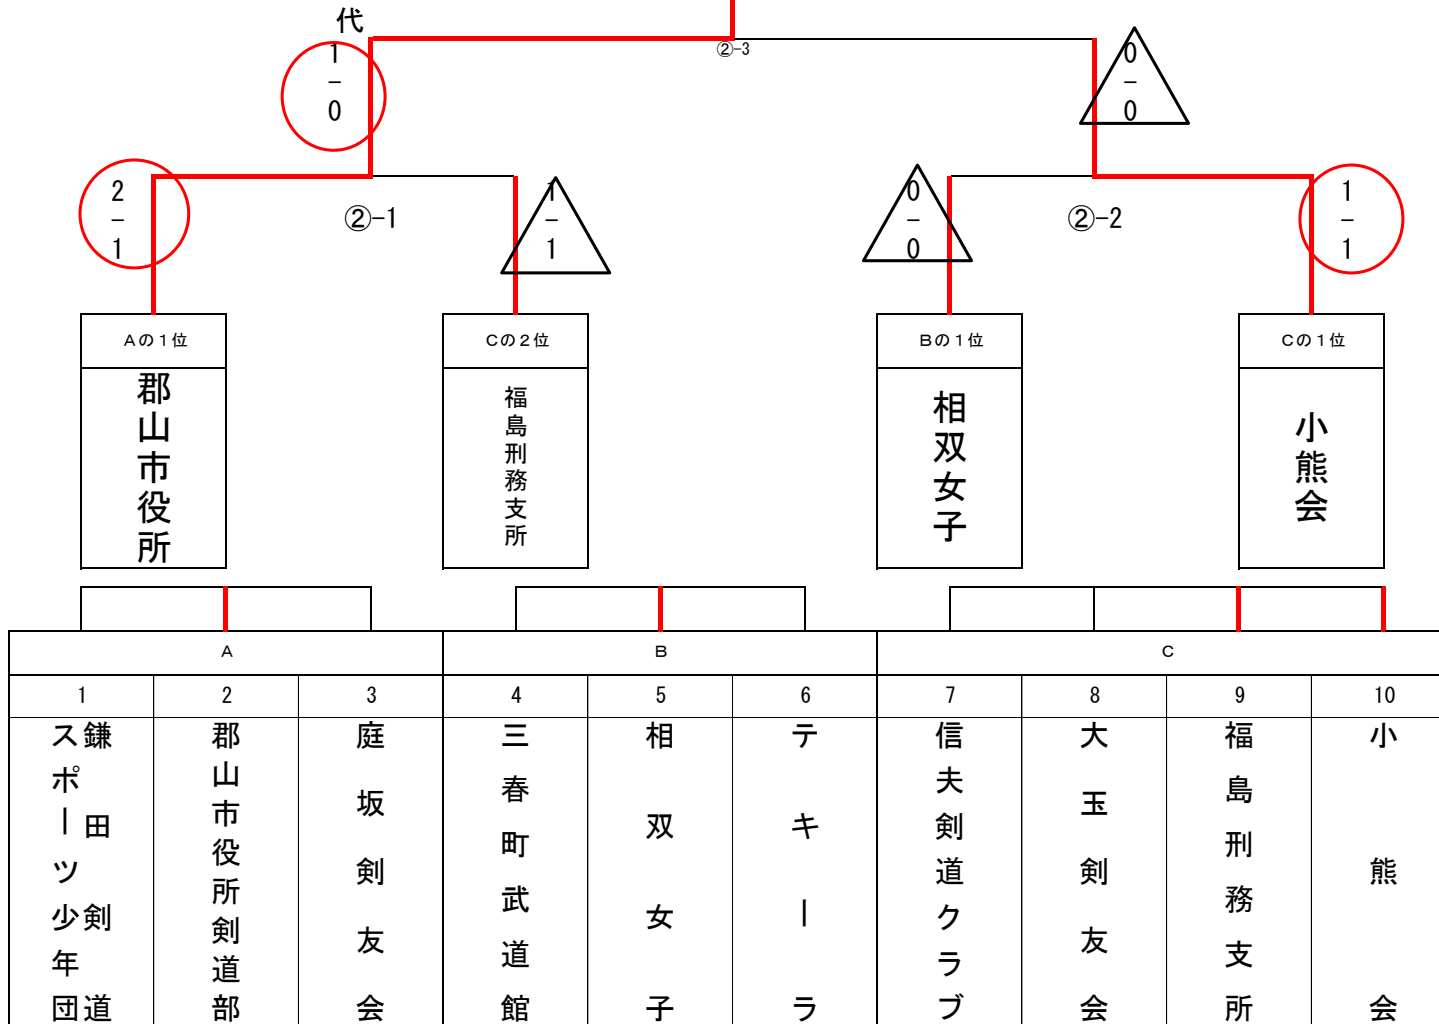 代
②-3
1-0
0-0
2-1
②-1
1-1
0-0
②-2
1-1
Aの1位
Cの2位
Bの1位
Cの1位
郡山市役所
福島刑務支所
相双女子
小熊会
A
B
C
1
2
3
4
5
6
7
8
9
10
鎌田剣道
スポーツ少年団
郡山市役所剣道部
庭坂剣友会
三春町武道館
相双女子
テキーラ
信夫剣道クラブ
大玉剣友会
福島刑務支所
小熊会